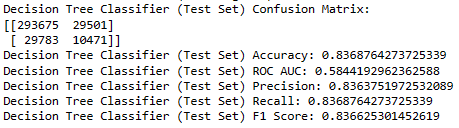 Decision Tree Classifier (Test Set) Confusion Matrix:
[[293675 29501]
[ 29783 10471]]
Decision Tree Classifier (Test Set) Accuracy: 0.8368764273725339
Decision Tree Classifier (Test Set) ROC AUC: 0.5844192962362588
Decision Tree Classifier (Test Set) Precision: 0.8363751972532089
Decision Tree Classifier (Test Set) Recall: 0.8368764273725339
Decision Tree Classifier (Test Set) F1 Score: 0.836625301452619